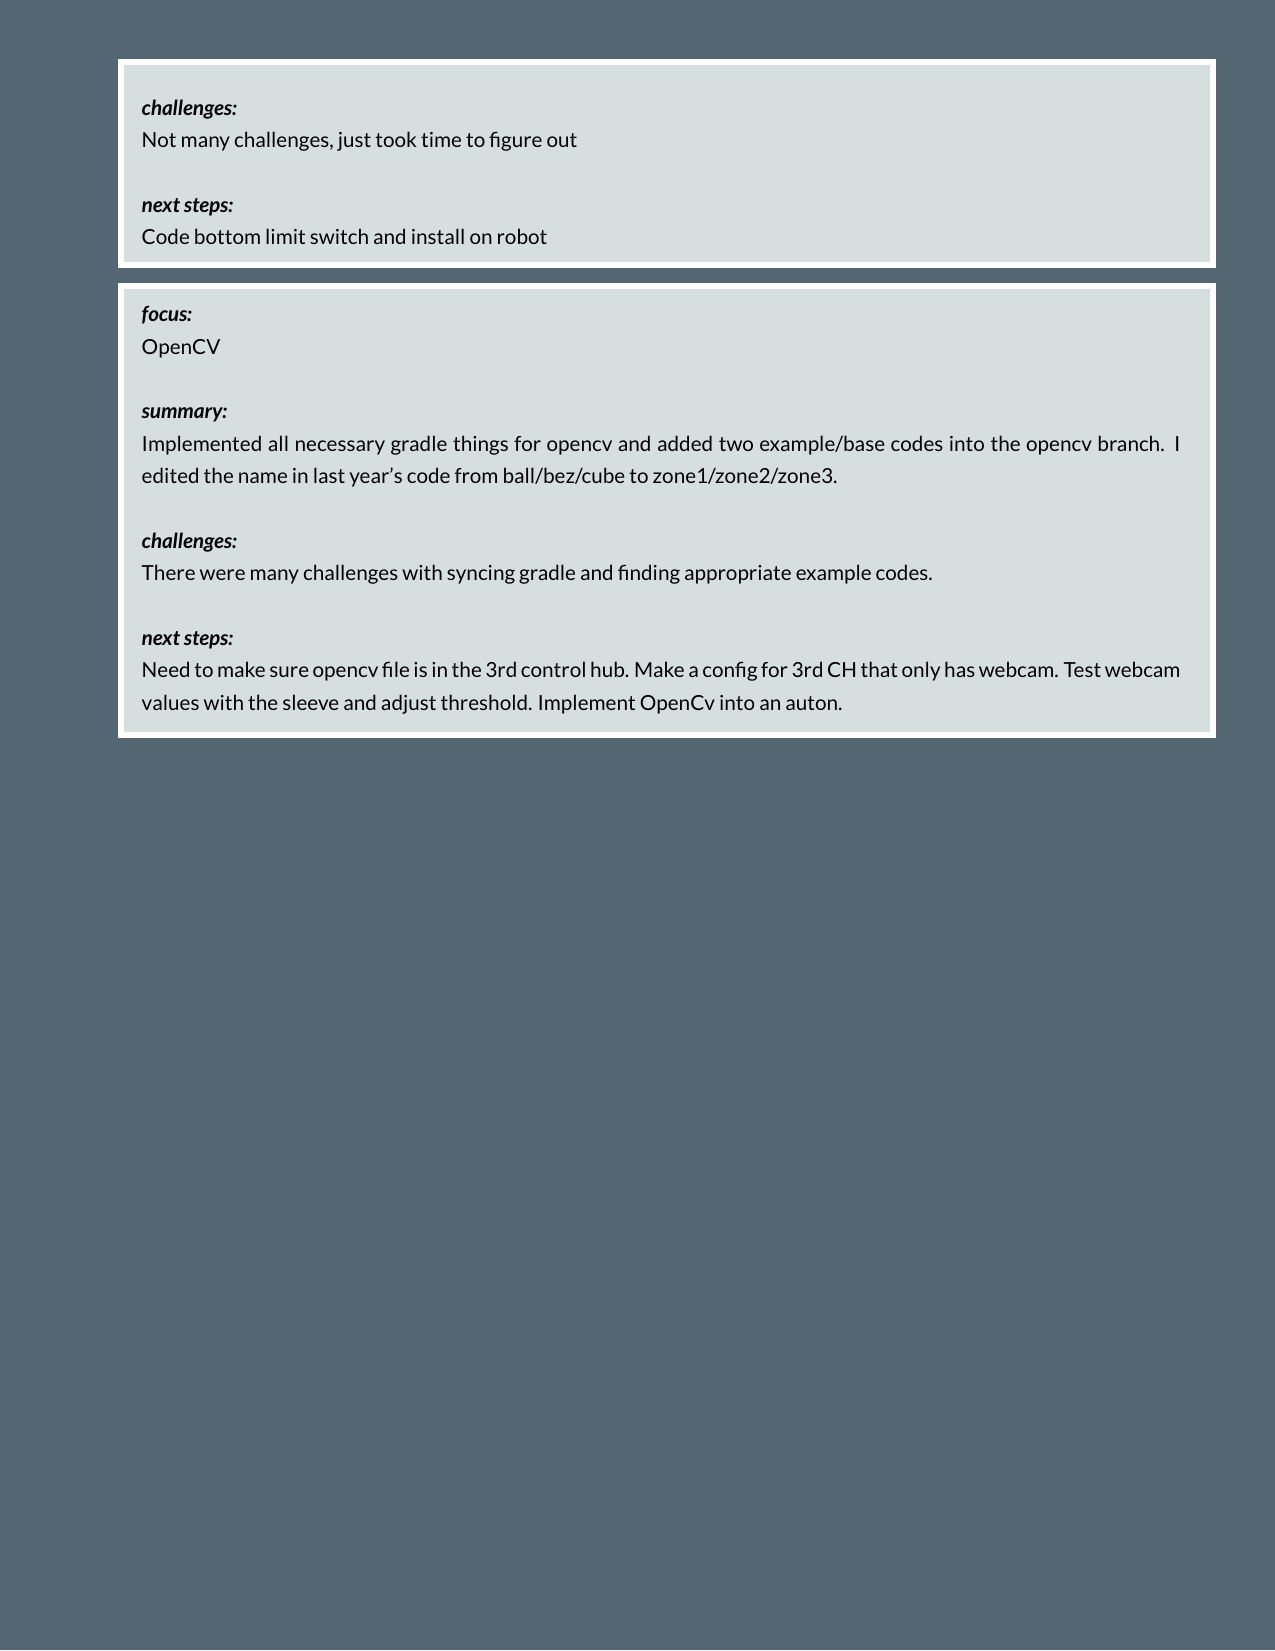 challenges:
Not many challenges, just took time to figure out
next steps:
Code bottom limit switch and install on robot
focus:
OpenCV
summary:
Implemented all necessary gradle things for opencv and added two example/base codes into the opencv branch. I
edited the name in last year’s code from ball/bez/cube to zone1/zone2/zone3.
challenges:
There were many challenges with syncing gradle and finding appropriate example codes.
next steps:
Need to make sure opencv file is in the 3rd control hub. Make a config for 3rd CH that only has webcam. Test webcam
values with the sleeve and adjust threshold. Implement OpenCv into an auton.